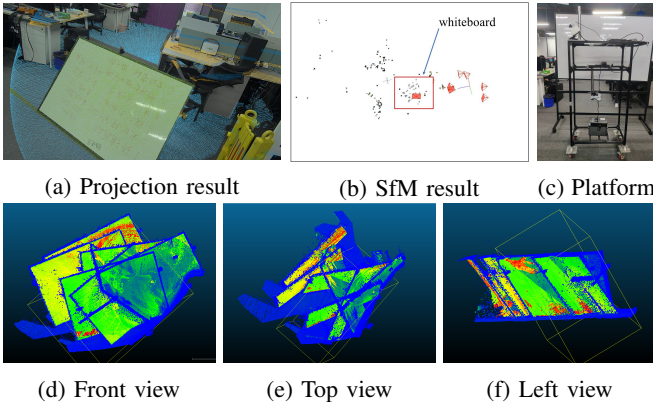 whiteboard
(a) Projection result
(b) SfM result
(c) Platform
(d) Front view
(e) Top view
(f) Left view